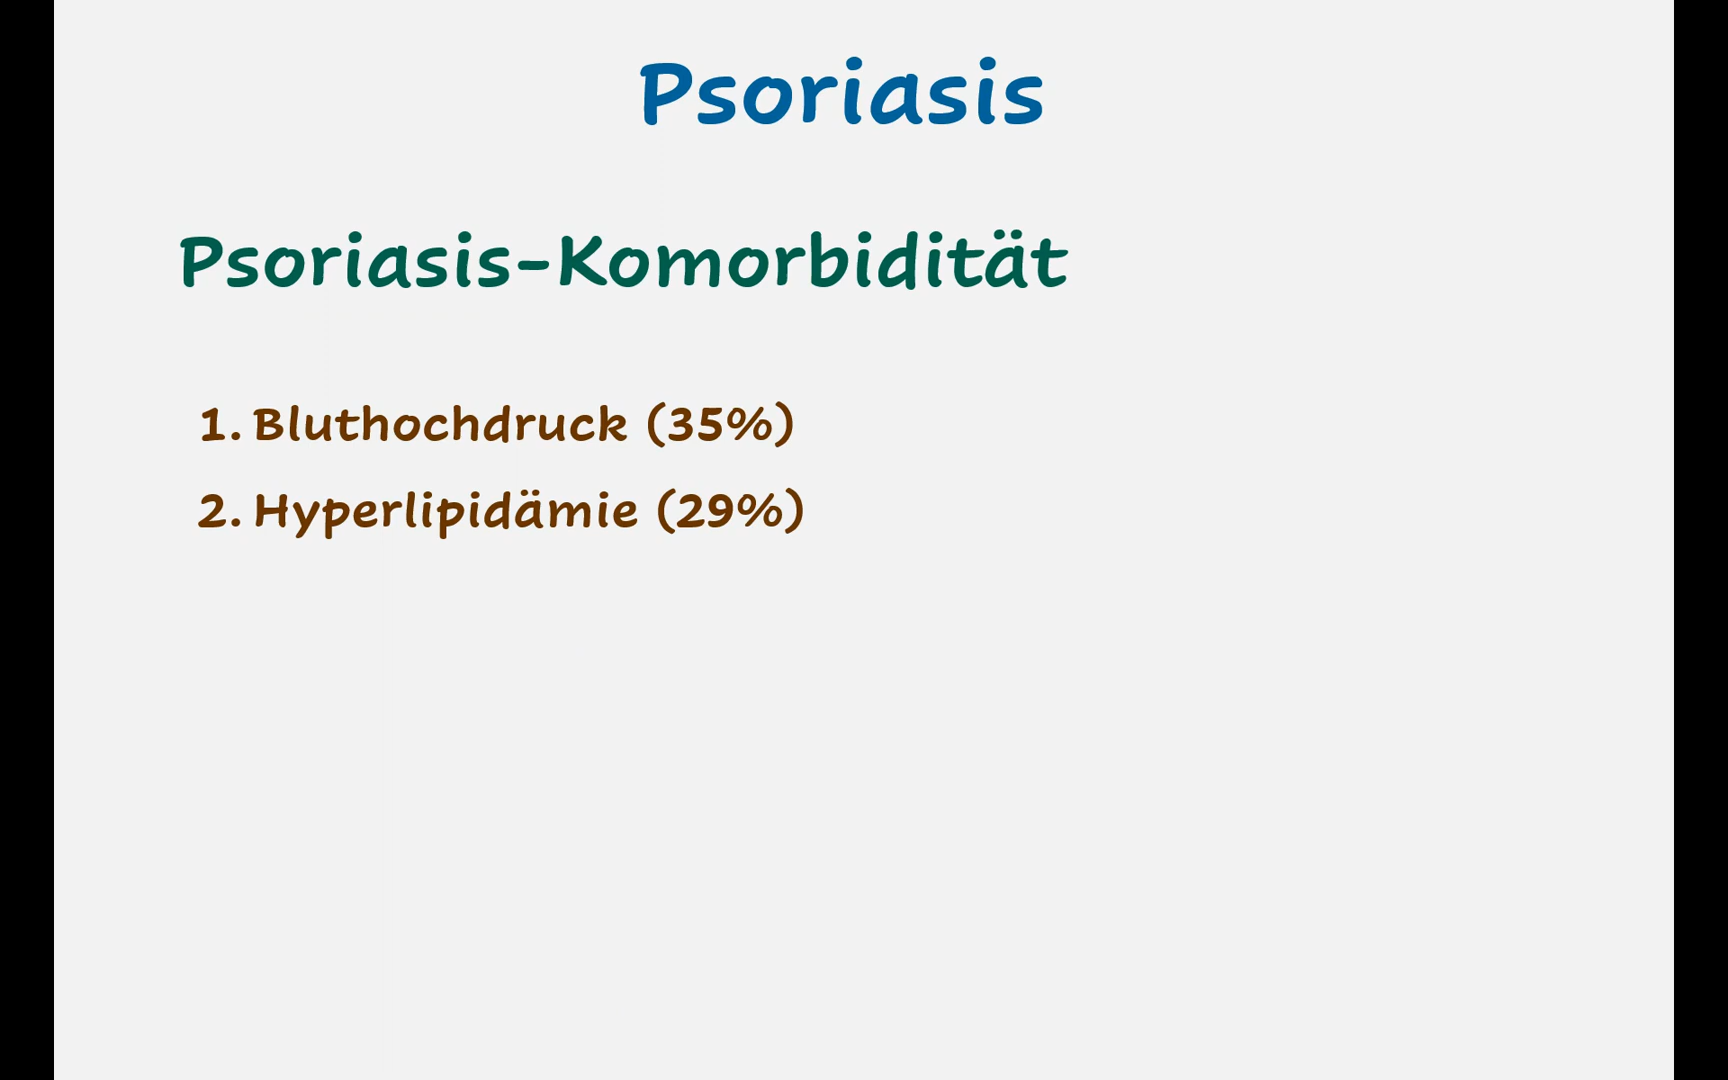 Psoriasis
Psoriasis-Komorbidität
1. Bluthochdruck (35%)
2. Hyperlipidämie (29%)